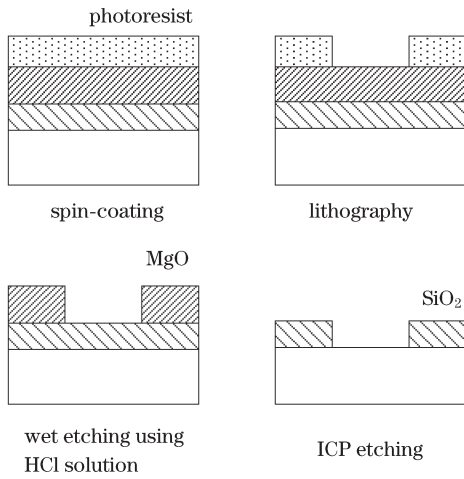 photoresist
spin-coating
lithography
MgO
SiO₂
wet etching using
HCl solution
ICP etching